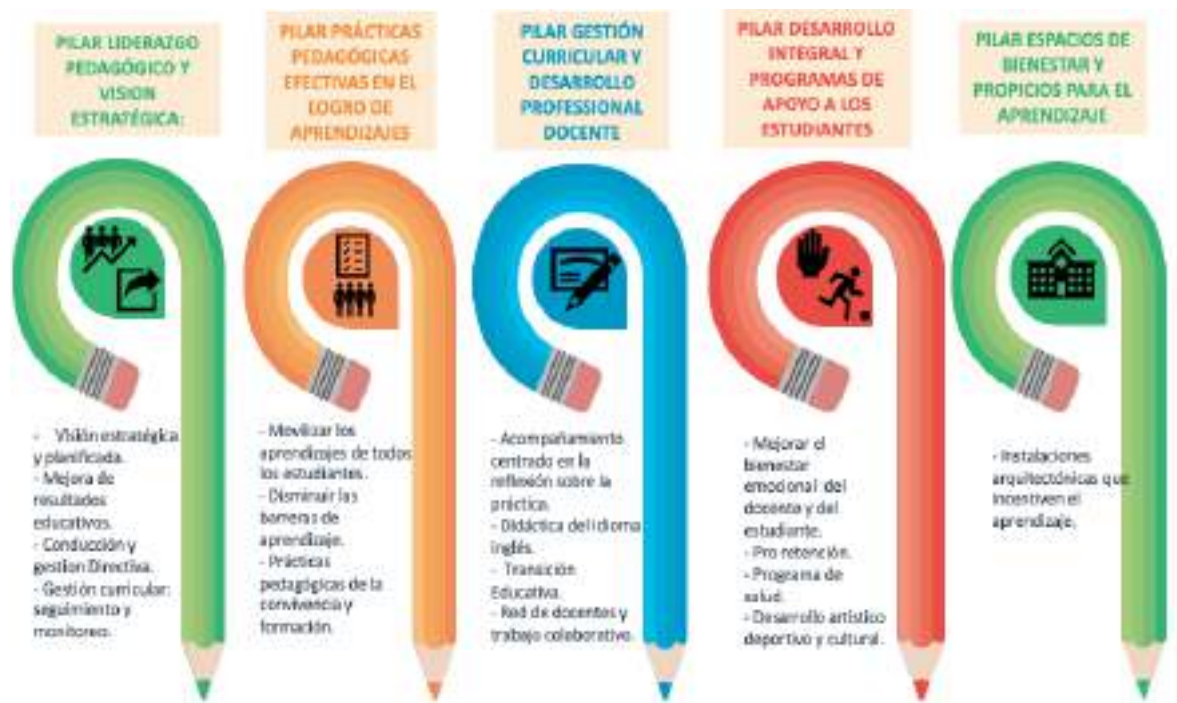 PILAR LIDERAZGO
PEDAGÓGICO Y
VISION
ESTRATÉGICA:
- Visión estratégica
y planificada.
- Mejora de
resultados
educativos.
- Conducción y
gestion Directiva.
- Gestión curricular:
seguimiento y
monitoreo.
PILAR PRÁCTICAS
PEDAGÓGICAS
EFECTIVAS EN EL
LOGRO DE
APRENDIZAJES
- Movilizar los
aprendizajes de todos
los estudiantes.
- Disminuir las
barreras de
aprendizaje.
- Prácticas
pedagógicas de la
convivencia y
formación.
PILAR GESTIÓN
CURRICULAR Y
DESARROLLO
PROFESSIONAL
DOCENTE
- Acompañamiento
centrado en la
reflexión sobre la
práctica.
- Didáctica del idioma
inglés.
- Transición
Educativa.
- Red de docentes y
trabajo colaborativo.
PILAR DESARROLLO
INTEGRAL Y
PROGRAMAS DE
APOYO A LOS
ESTUDIANTES
- Mejorar el
bienestar
emocional del
docente y del
estudiante.
- Pro retención.
- Programa de
salud.
- Desarrollo artístico
deportivo y cultural.
PILAR ESPACIOS DE
BIENESTAR Y
PROPICIOS PARA EL
APRENDIZAJE
- Instalaciones
arquitectónicas que
incentiven el
aprendizaje.